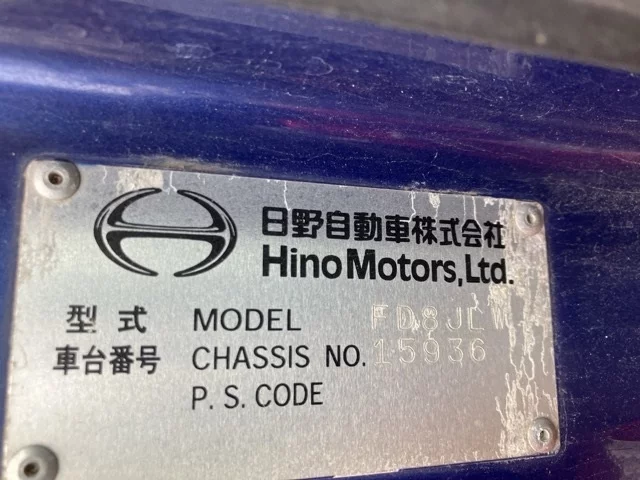 日野自動車株式会社
Hino Motors, Ltd.
型式 MODEL FD8JLW
車台番号 CHASSIS NO. 15936
P. S. CODE